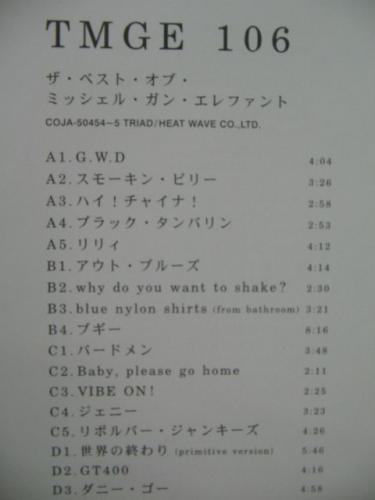 TMGE 106
ザ・ベスト・オブ・
ミッシェル・ガン・エレファント
COJA-50454~5 TRIAD/HEAT WAVE CO.,LTD.
A1.G.W.D 4:04
A2.スモーキン・ビリー 3:26
A3.ハイ!チャイナ! 2:58
A4.ブラック・タンバリン 2:53
A5.リリィ 4:12
B1.アウト・ブルーズ 4:14
B2.why do you want to shake? 2:30
B3.blue nylon shirts (from bathroom) 3:21
B4.ブギー 8:16
C1.バードメン 3:48
C2.Baby, please go home 2:11
C3.VIBE ON! 2:25
C4.ジェニー 3:23
C5.リボルバー・ジャンキーズ 4:26
D1.世界の終わり (primitive version) 5:46
D2.GT400 4:16
D3.ダニー・ゴー 4:58